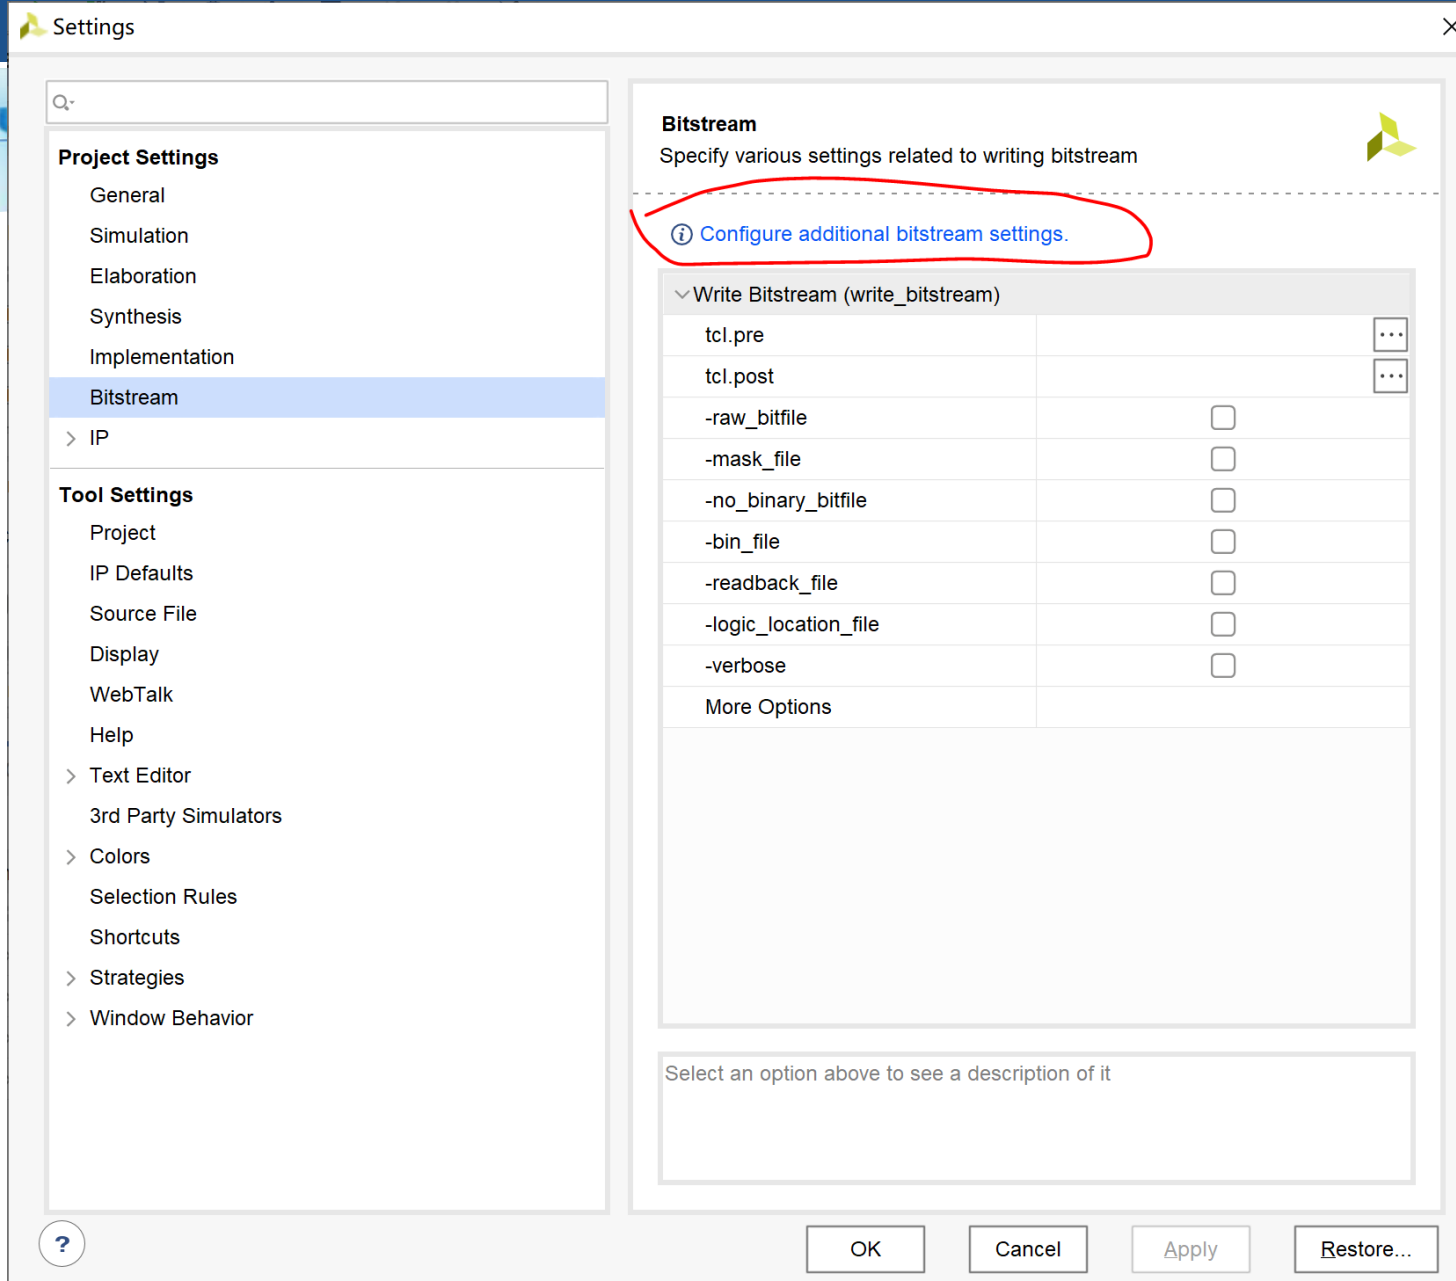 Settings
Project Settings
General
Simulation
Elaboration
Synthesis
Implementation
Bitstream
IP
Tool Settings
Project
IP Defaults
Source File
Display
WebTalk
Help
Text Editor
3rd Party Simulators
Colors
Selection Rules
Shortcuts
Strategies
Window Behavior
Bitstream
Specify various settings related to writing bitstream
Configure additional bitstream settings.
Write Bitstream (write_bitstream)
tcl.pre
...
tcl.post
...
-raw_bitfile
-mask_file
-no_binary_bitfile
-bin_file
-readback_file
-logic_location_file
-verbose
More Options
Select an option above to see a description of it
?
OK
Cancel
Apply
Restore...